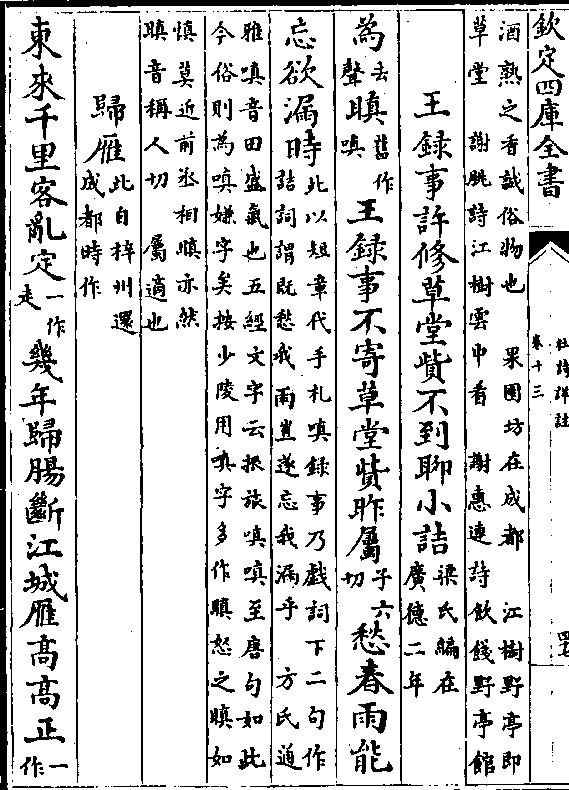 欽定四庫全書
杜詩詳註
卷十三
酒熟之香誠俗物也　果園坊在成都　江樹野亭即
草堂　謝朓詩江樹雲中看　謝惠連詩飲餞野亭館
王錄事許修草堂貲不到聊小詰梁氏編在
廣德二年
為去聲瞋舊作嗔王錄事不寄草堂貲昨屬子六切愁春雨能
忘欲漏時此以短章代手札嗔錄事乃戲詞下二句作
詰詞謂既愁我雨豈遂忘我漏乎　方氏通
雅嗔音田盛氣也五經文字云振旅嗔嗔至唐句如此
今俗則為嗔嫌字矣按少陵用嗔字多作瞋怒之瞋如
慎莫近前丞相瞋亦然
瞋音稱人切　屬適也
歸雁此自梓州還
成都時作
東來千里客亂定一作走幾年歸腸斷江城雁高高正一作